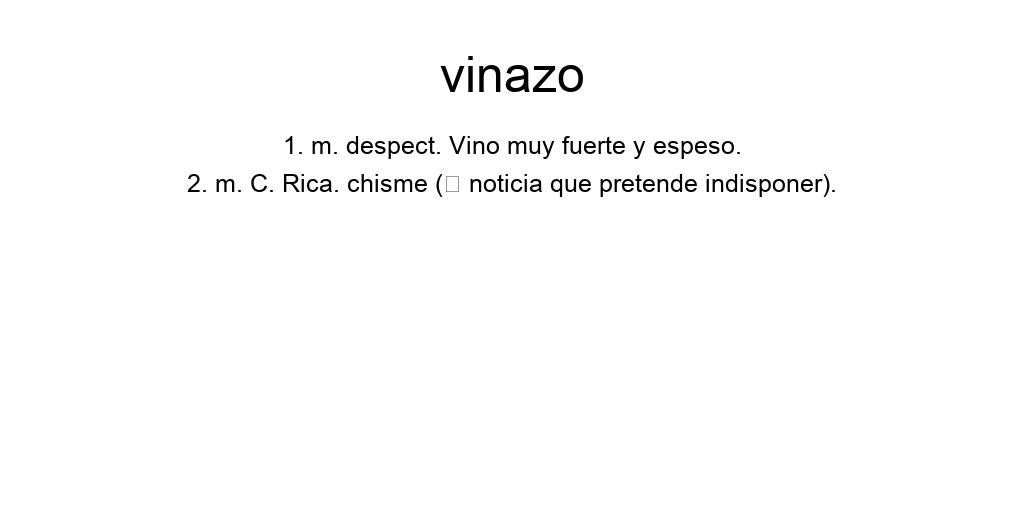 vinazo
1. m. despect. Vino muy fuerte y espeso.
2. m. C. Rica. chisme (□ noticia que pretende indisponer).